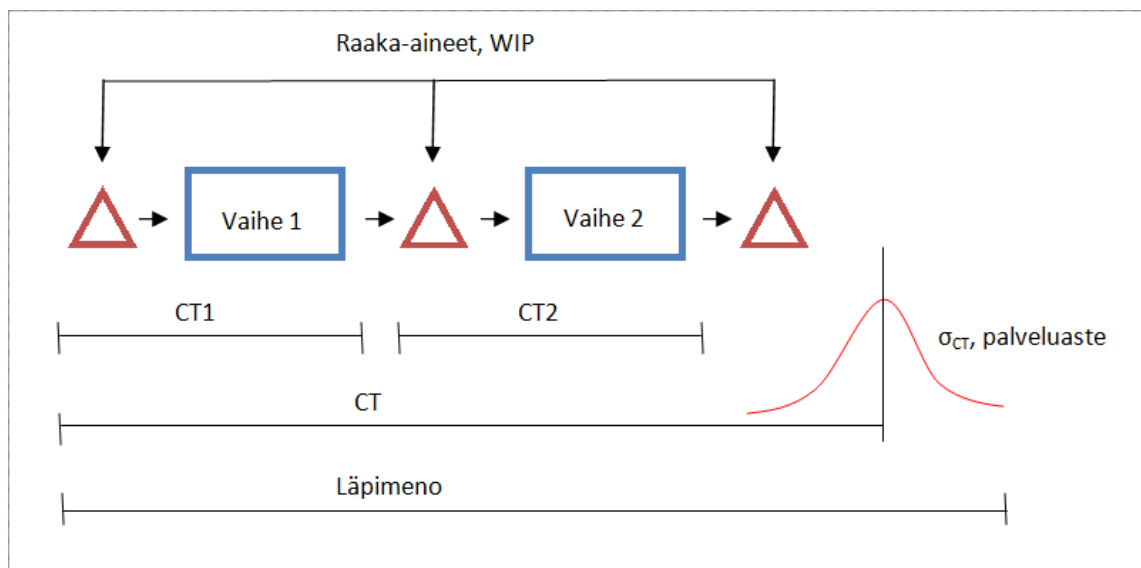 Raaka-aineet, WIP
Vaihe 1
Vaihe 2
CT1
CT2
σCT, palveluaste
CT
Läpimeno